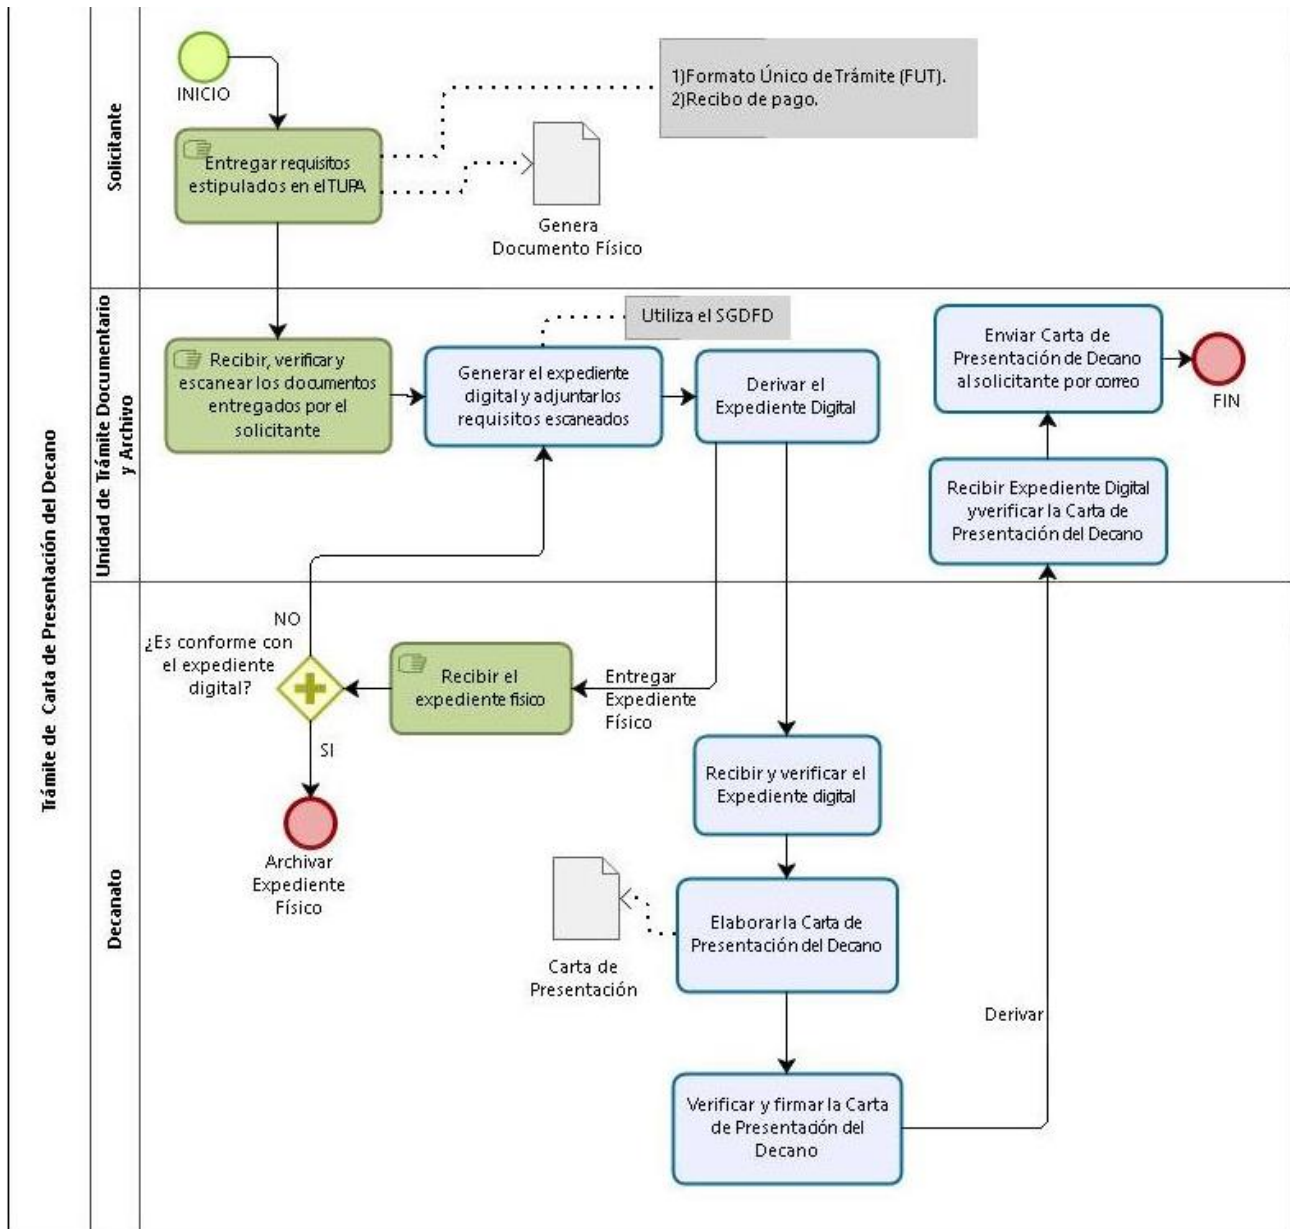 Trámite de Carta de Presentación del Decano
Solicitante
INICIO
Entregar requisitos
estipulados en el TUPA
1)Formato Único de Trámite (FUT).
2)Recibo de pago.
Genera
Documento Físico
Unidad de Trámite Documentario
y Archivo
Recibir, verificar y
escanear los documentos
entregados por el
solicitante
Utiliza el SGDFD
Generar el expediente
digital y adjuntar los
requisitos escaneados
Derivar el
Expediente Digital
Enviar Carta de
Presentación de Decano
al solicitante por correo
FIN
Recibir Expediente Digital
y verificar la Carta de
Presentación del Decano
Decanato
NO
¿Es conforme con
el expediente
digital?
SI
Recibir el
expediente fisico
Entregar
Expediente
Físico
Archivar
Expediente
Físico
Recibir y verificar el
Expediente digital
Elaborar la Carta de
Presentación del Decano
Carta de
Presentación
Derivar
Verificar y firmar la Carta
de Presentación del
Decano